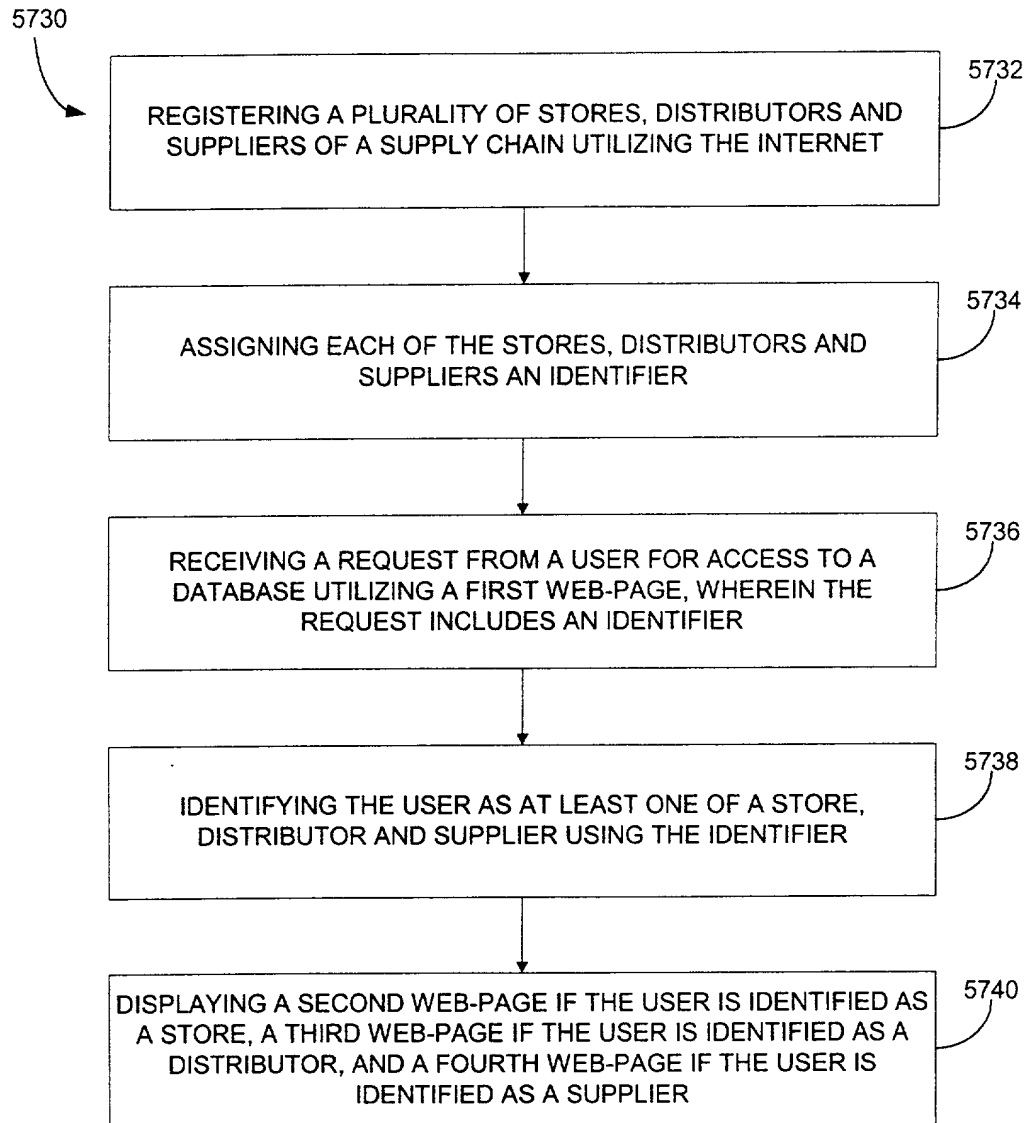 5730
5732
REGISTERING A PLURALITY OF STORES, DISTRIBUTORS AND
SUPPLIERS OF A SUPPLY CHAIN UTILIZING THE INTERNET
5734
ASSIGNING EACH OF THE STORES, DISTRIBUTORS AND
SUPPLIERS AN IDENTIFIER
5736
RECEIVING A REQUEST FROM A USER FOR ACCESS TO A
DATABASE UTILIZING A FIRST WEB-PAGE, WHEREIN THE
REQUEST INCLUDES AN IDENTIFIER
5738
IDENTIFYING THE USER AS AT LEAST ONE OF A STORE,
DISTRIBUTOR AND SUPPLIER USING THE IDENTIFIER
5740
DISPLAYING A SECOND WEB-PAGE IF THE USER IS IDENTIFIED AS
A STORE, A THIRD WEB-PAGE IF THE USER IS IDENTIFIED AS A
DISTRIBUTOR, AND A FOURTH WEB-PAGE IF THE USER IS
IDENTIFIED AS A SUPPLIER